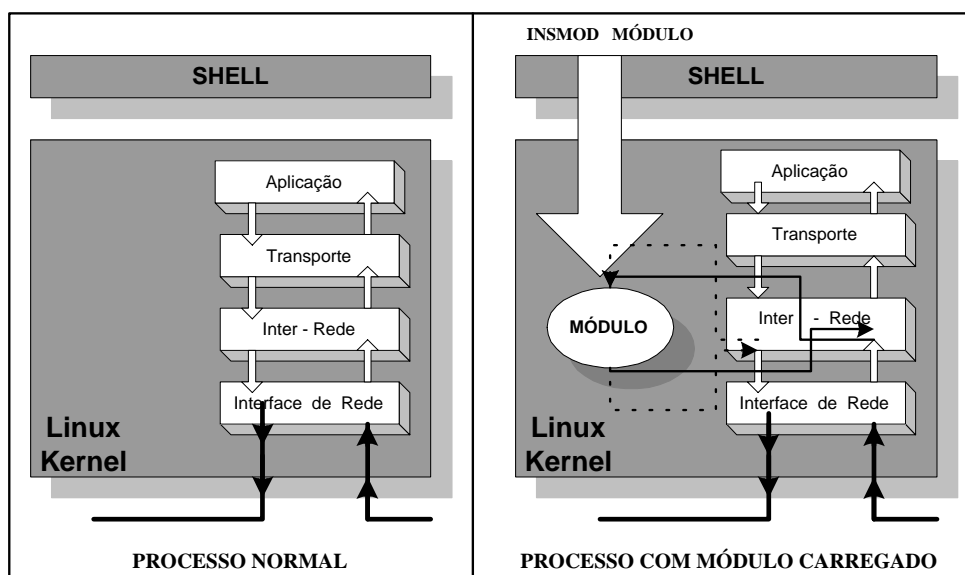 SHELL
Aplicação
Transporte
Inter - Rede
Interface de Rede
Linux
Kernel
PROCESSO NORMAL
INSMOD MÓDULO
SHELL
Aplicação
Transporte
Inter - Rede
MÓDULO
Interface de Rede
Linux
Kernel
PROCESSO COM MÓDULO CARREGADO